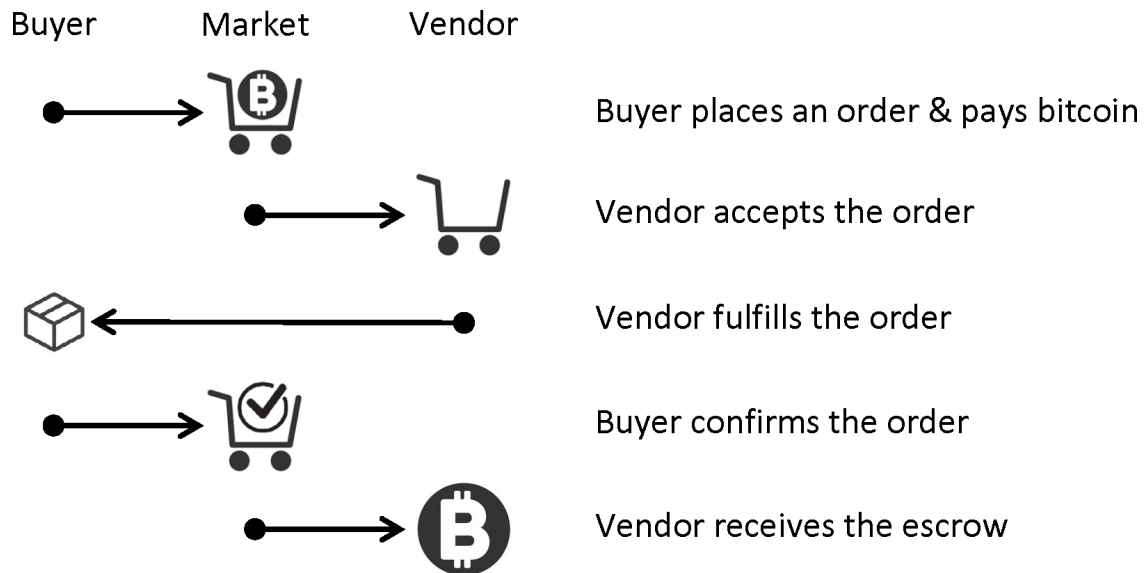 Buyer Market Vendor
Buyer places an order & pays bitcoin
Vendor accepts the order
Vendor fulfills the order
Buyer confirms the order
Vendor receives the escrow